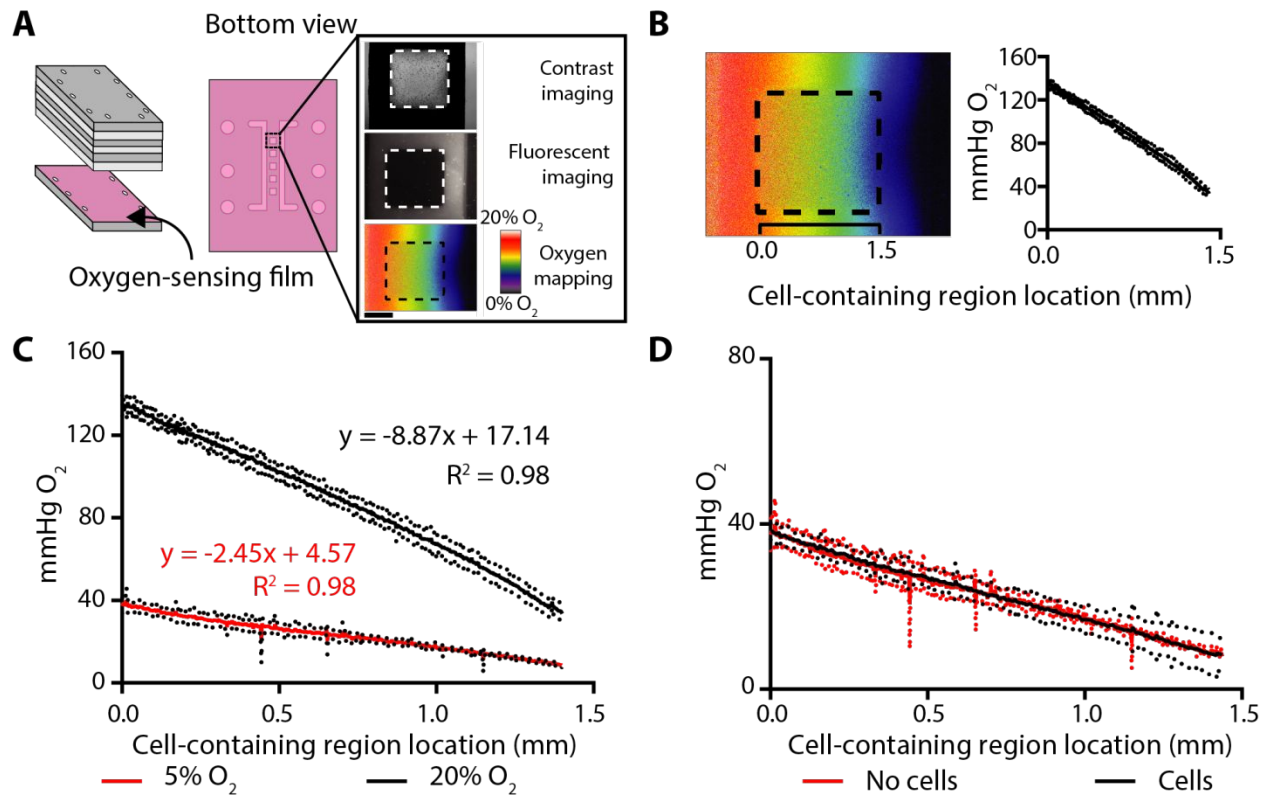 A
Bottom view
Contrast
imaging
Fluorescent
imaging
20% O₂
Oxygen
mapping
0% O₂
Oxygen-sensing film
B
0.0
1.5
160
120
80
40
0
mmHg O₂
0.0
1.5
Cell-containing region location (mm)
C
160
120
80
40
0
mmHg O₂
y = -8.87x + 17.14
R² = 0.98
y = -2.45x + 4.57
R² = 0.98
0.0
0.5
1.0
1.5
Cell-containing region location (mm)
5% O₂
20% O₂
D
80
40
0
mmHg O₂
0.0
0.5
1.0
1.5
Cell-containing region location (mm)
No cells
Cells